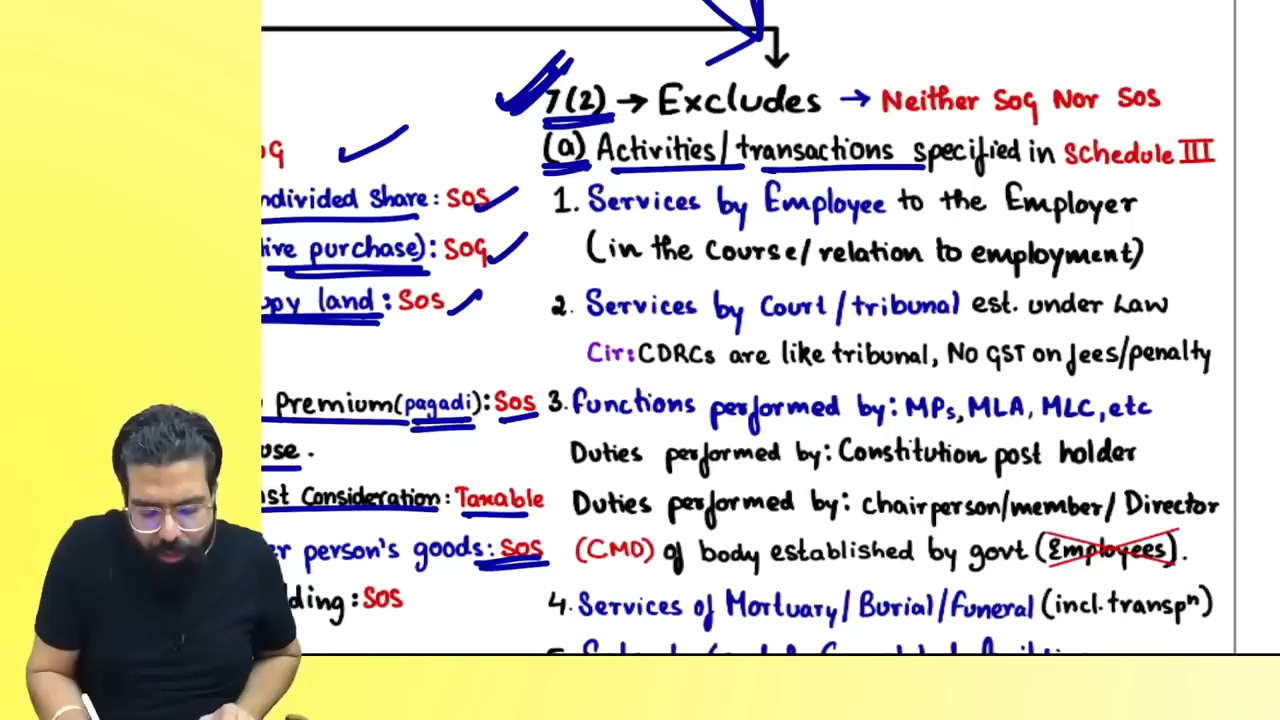 7(2) → Excludes → Neither SOG Nor SOS
(a) Activities/transactions specified in Schedule III
1. Services by Employee to the Employer
(in the Course/relation to employment)
2. Services by Court/tribunal est. under Law
Cir: CDRCs are like tribunal, No GST on fees/penalty
3. Functions performed by: MPs, MLA, MLC, etc
Duties performed by: Constitution post holder
Duties performed by: Chairperson/member/Director
(CMD) of body established by govt (Employees).
4. Services of Mortuary/Burial/Funeral (incl. transpn)
ndivided Share: SOS
ive purchase): SOG
upy land: SOS
Premium(pagadi): SOS
use.
st Consideration: Taxable
er person's goods: SOS
lding: SOS